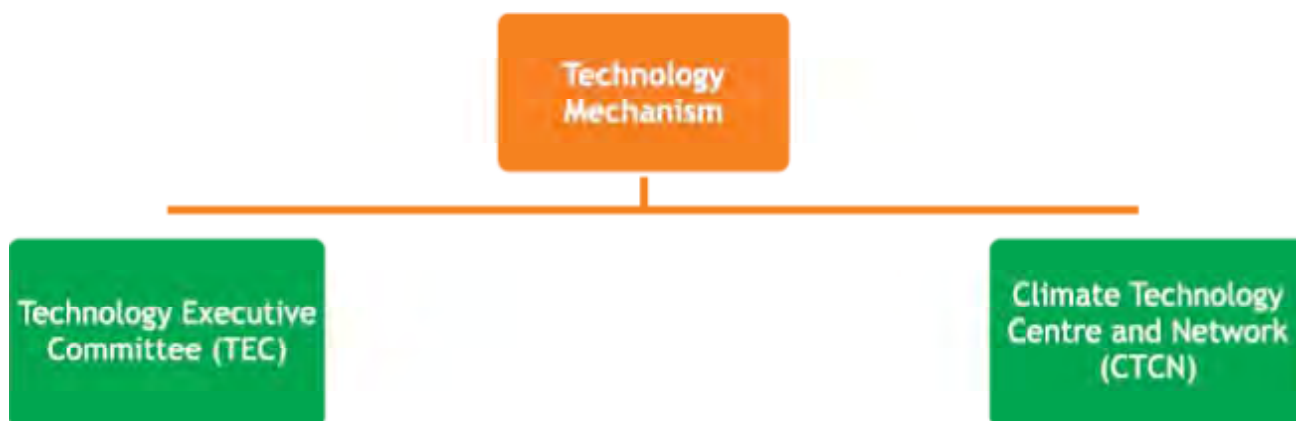 Technology
Mechanism
Technology Executive
Committee (TEC)
Climate Technology
Centre and Network
(CTCN)